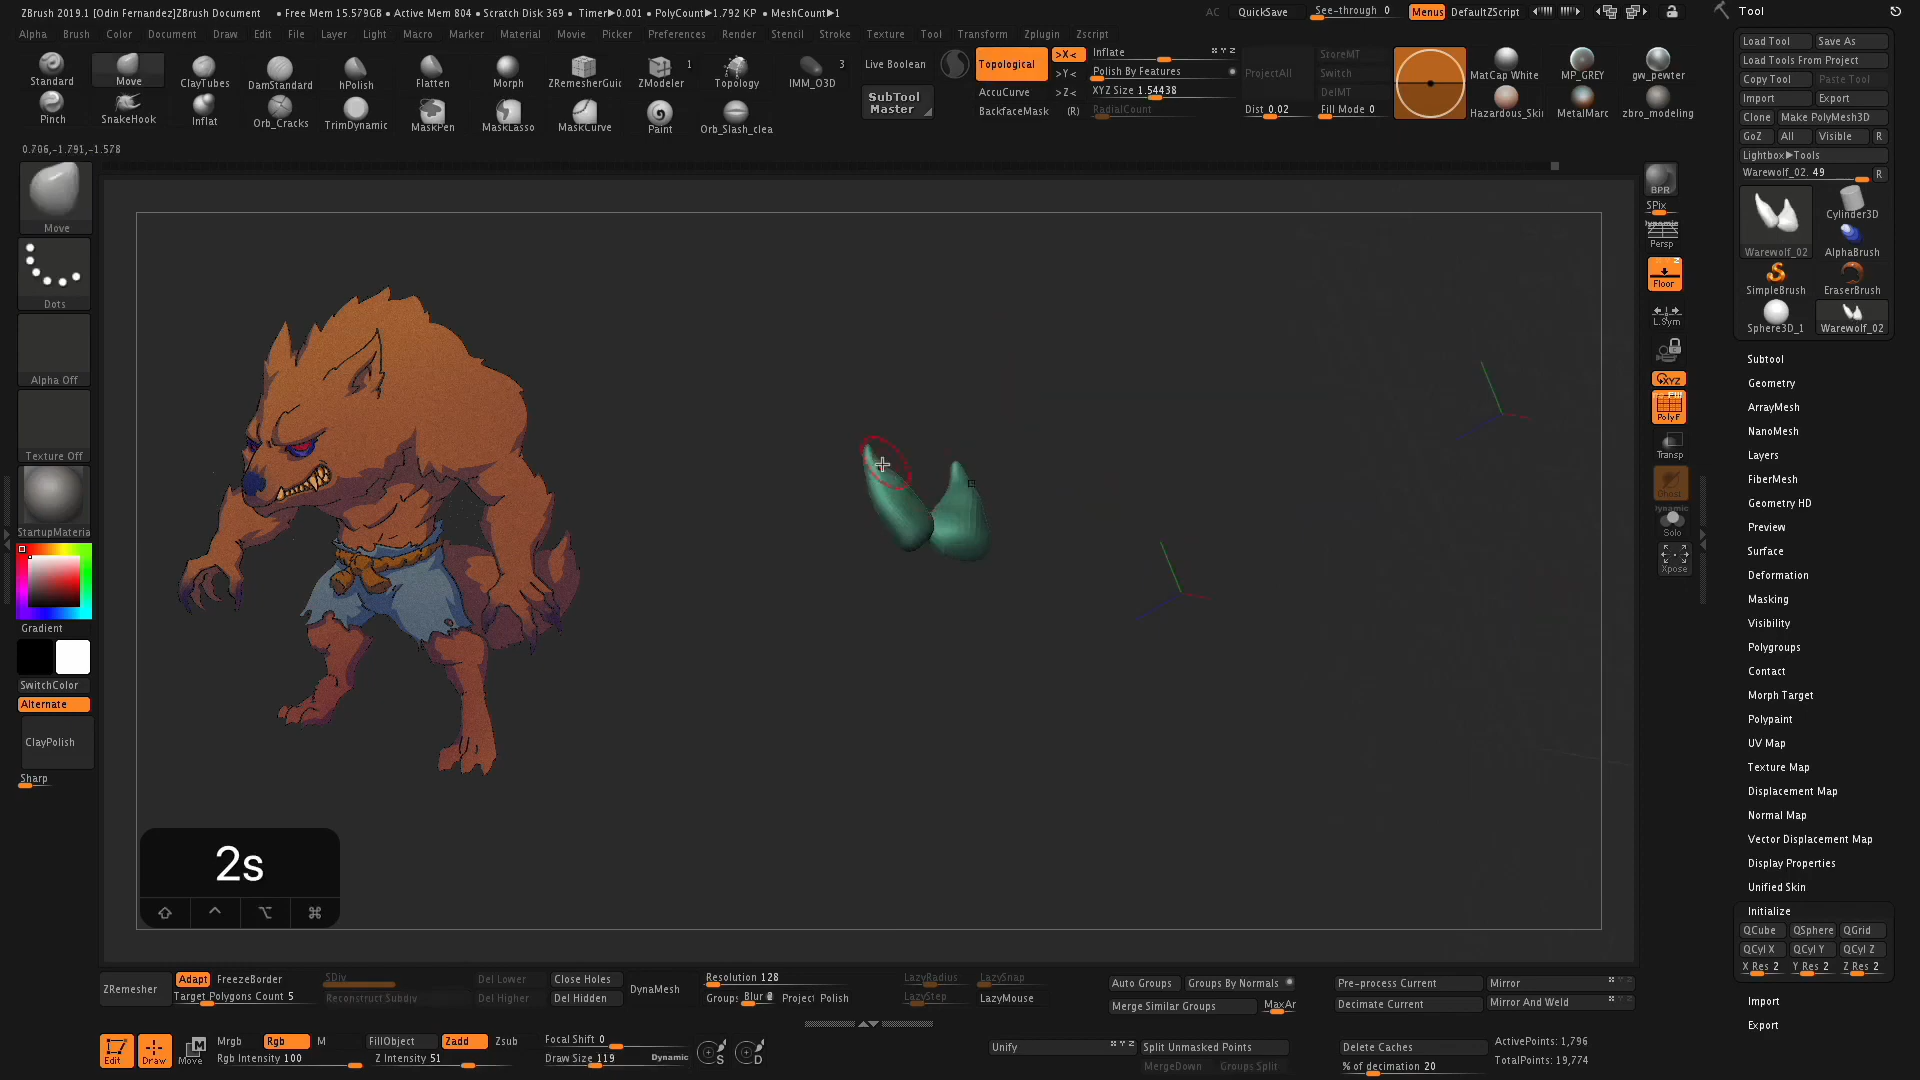 ZBrush 2019.1 [Odin Fernandez]ZBrush Document • Free Mem 15.579GB • Active Mem 804 • Scratch Disk 369 • Timer▶0.001 • PolyCount▶1.792 KP • MeshCount▶1
AC QuickSave See-through 0 Menus DefaultZScript Tool
Alpha Brush Color Document Draw Edit File Layer Light Macro Marker Material Movie Picker Preferences Render Stencil Stroke Texture Tool Transform Zplugin Zscript
Load Tool Save As
Standard Move ClayTubes DamStandard hPolish Flatten Morph ZRemesherGuid ZModeler 1 Topology IMM_O3D 3
Live Boolean Topological >X< Inflate
>Y< Polish By Features
AccuCurve >Z< XYZ Size 1.54438
BackfaceMask (R) RadialCount
SubTool Master
ProjectAll StoreMT
Switch
DelMT
Dist 0.02 Fill Mode 0
MatCap White MP_GREY gw_pewter
Hazardous_Skin MetalMarc zbro_modeling
Pinch SnakeHook Inflat Orb_Cracks TrimDynamic MaskPen MaskLasso MaskCurve Paint Orb_Slash_clea
Load Tools From Project
Copy Tool Paste Tool
Import Export
Clone Make PolyMesh3D
GoZ All Visible R
Lightbox▶Tools
Warewolf_02. 49 R
Warewolf_02 Cylinder3D
AlphaBrush
SimpleBrush EraserBrush
Sphere3D_1 Warewolf_02
0.706,-1.791,-1.578
Move
Dots
Alpha Off
Texture Off
StartupMateria
Gradient
SwitchColor
Alternate
ClayPolish
Sharp
2s
BPR
SPix
Dynamic
Persp
Floor
L.Sym
XYZ
PolyF
Transp
Ghost
Dynamic
Solo
Xpose
Subtool
Geometry
ArrayMesh
NanoMesh
Layers
FiberMesh
Geometry HD
Preview
Surface
Deformation
Masking
Visibility
Polygroups
Contact
Morph Target
Polypaint
UV Map
Texture Map
Displacement Map
Normal Map
Vector Displacement Map
Display Properties
Unified Skin
Initialize
QCube QSphere QGrid
QCyl X QCyl Y QCyl Z
X Res 2 Y Res 2 Z Res 2
Import
Export
ZRemesher Adapt FreezeBorder SDiv Del Lower Close Holes
Target Polygons Count 5 Reconstruct Subdiv Del Higher Del Hidden
DynaMesh Resolution 128
Groups Blur 0 Project Polish
LazyRadius LazySnap
LazyStep LazyMouse
Auto Groups Groups By Normals
Merge Similar Groups MaxAr
Pre-process Current Mirror
Decimate Current Mirror And Weld
Edit Draw Move Mrgb Rgb M FillObject Zadd Zsub Focal Shift 0
Rgb Intensity 100 Z Intensity 51 Draw Size 119 Dynamic
S D
Unify Split Unmasked Points
MergeDown Groups Split
Delete Caches
% of decimation 20
ActivePoints: 1,796
TotalPoints: 19,774